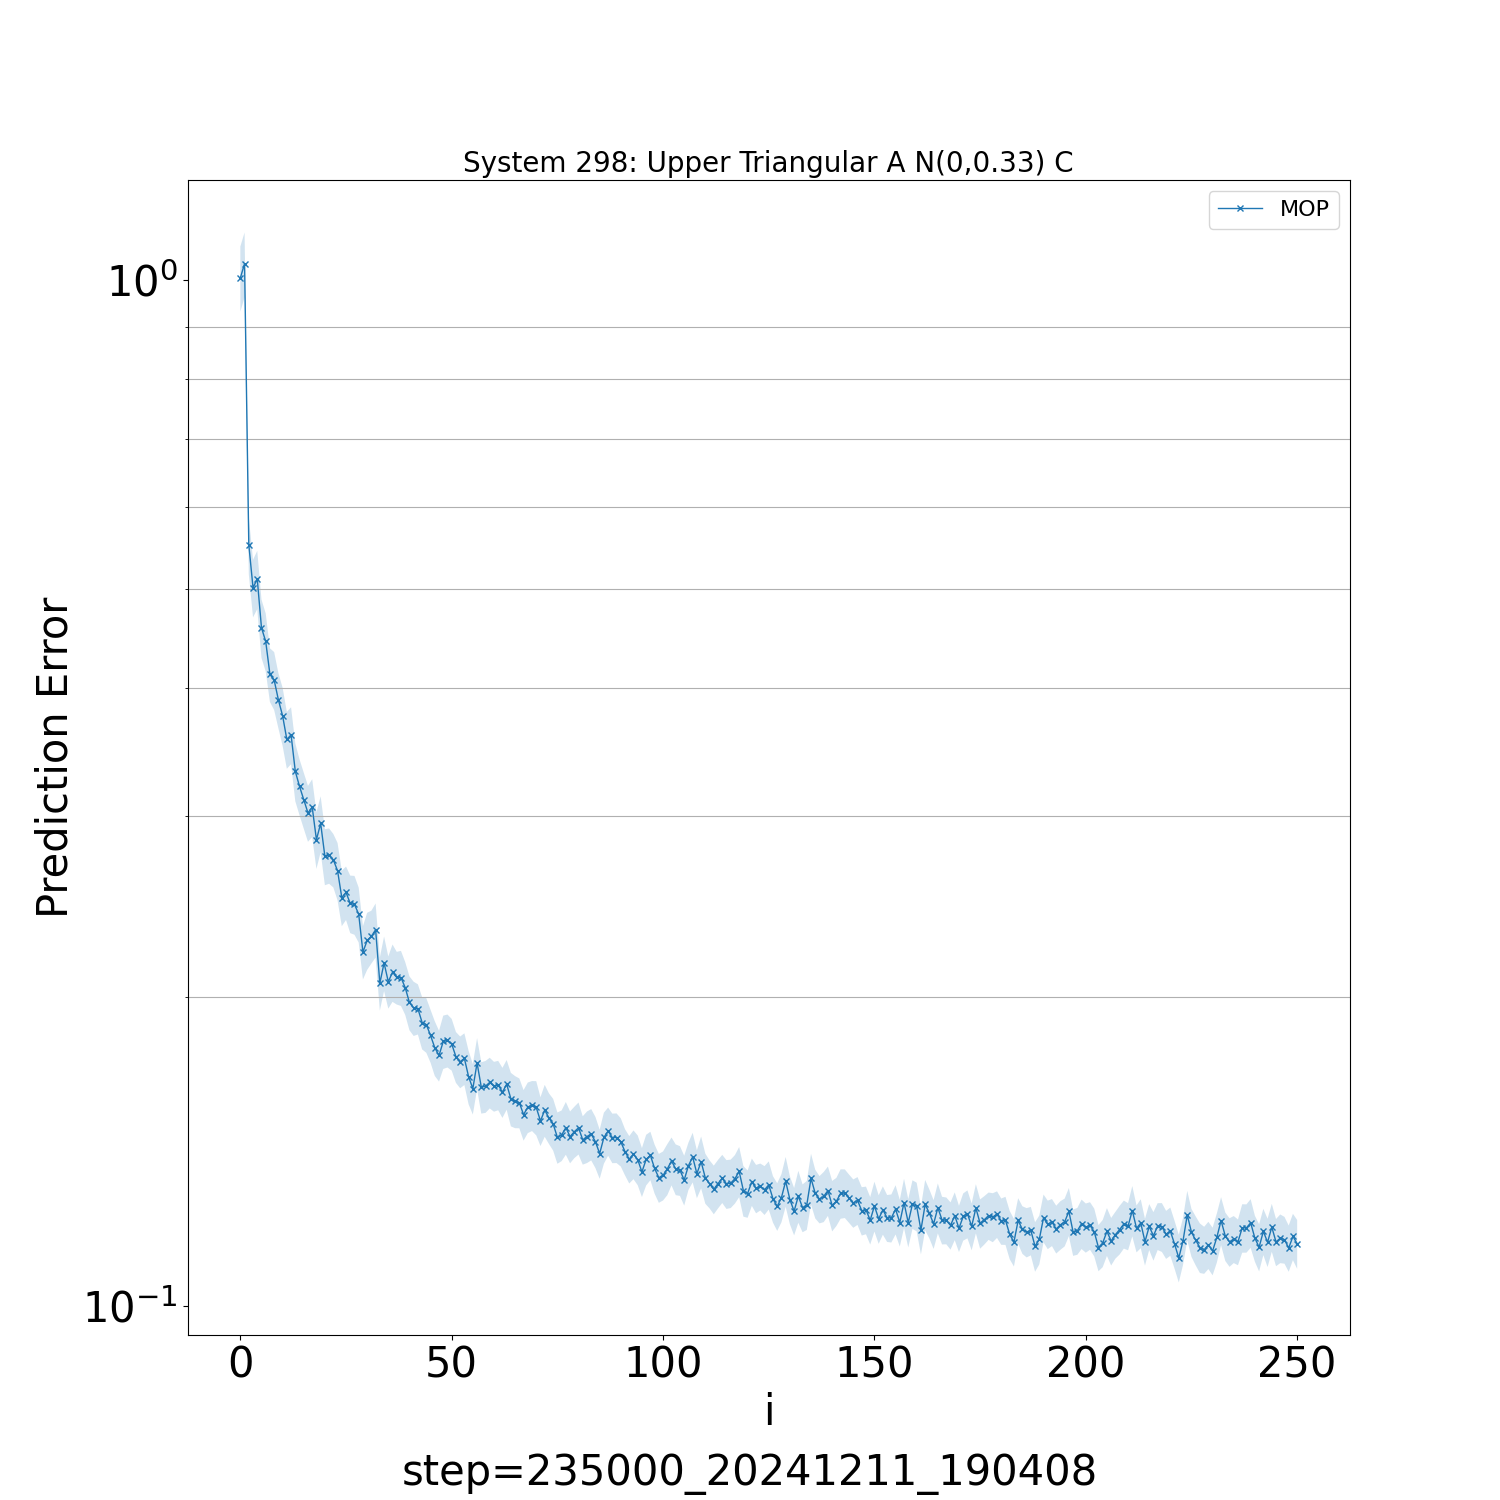 System 298: Upper Triangular A N(0,0.33) C
MOP
10⁰
10⁻¹
Prediction Error
0 50 100 150 200 250
i
step=235000_20241211_190408